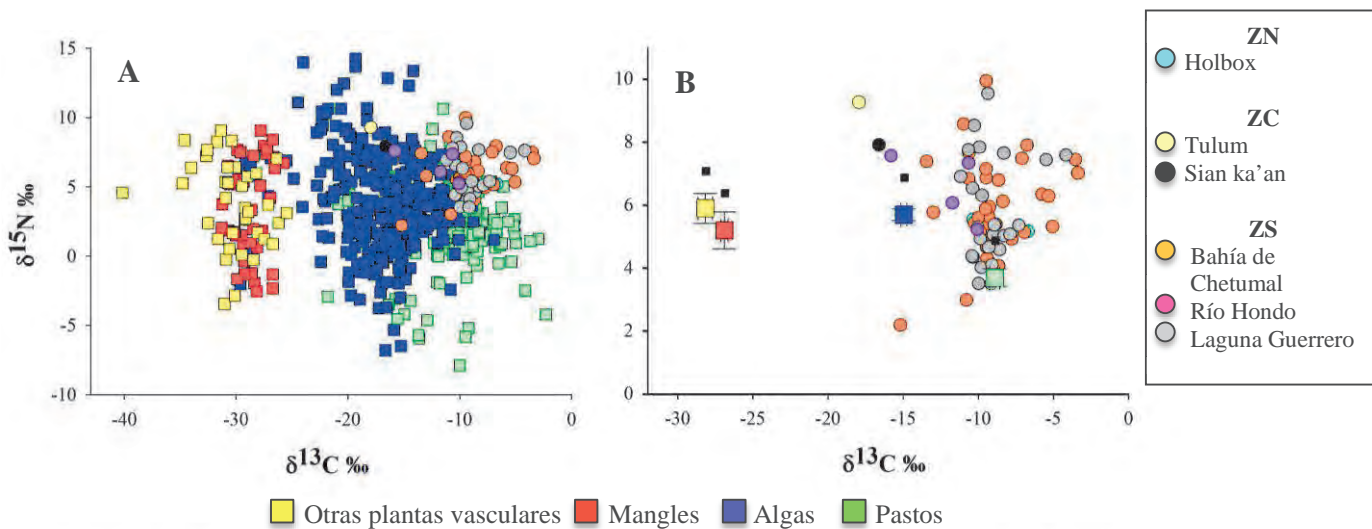 A
15
10
5
0
-5
-10
-40
-30
-20
-10
0
δ15N ‰
δ13C ‰
B
10
8
6
4
2
0
-30
-25
-20
-15
-10
-5
0
δ13C ‰
ZN
Holbox
ZC
Tulum
Sian ka’an
ZS
Bahía de
Chetumal
Río Hondo
Laguna Guerrero
Otras plantas vasculares
Mangles
Algas
Pastos